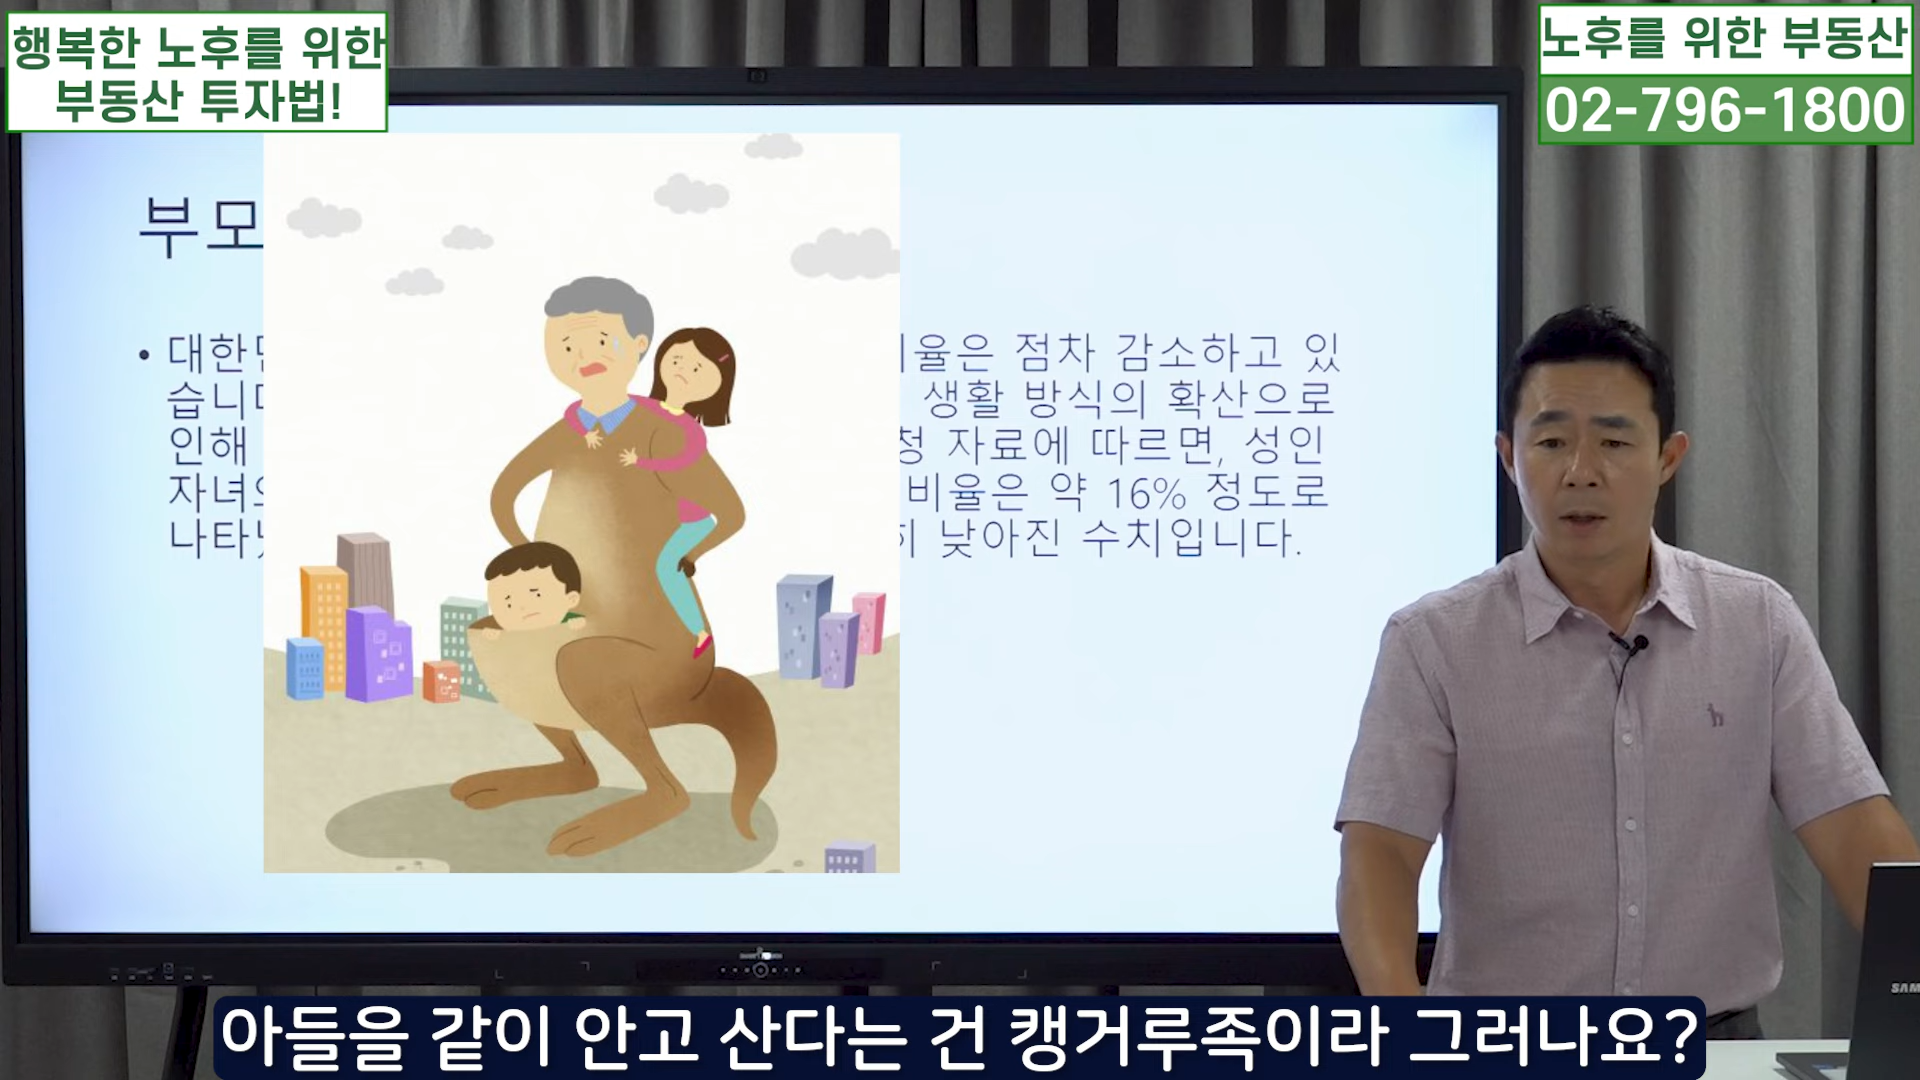 행복한 노후를 위한
부동산 투자법!
노후를 위한 부동산
02-796-1800
부모
• 대한
율은 점차 감소하고 있
습니
생활 방식의 확산으로
인해
청 자료에 따르면, 성인
자녀
비율은 약 16% 정도로
나타
히 낮아진 수치입니다.
아들을 같이 안고 산다는 건 캥거루족이라 그러나요?